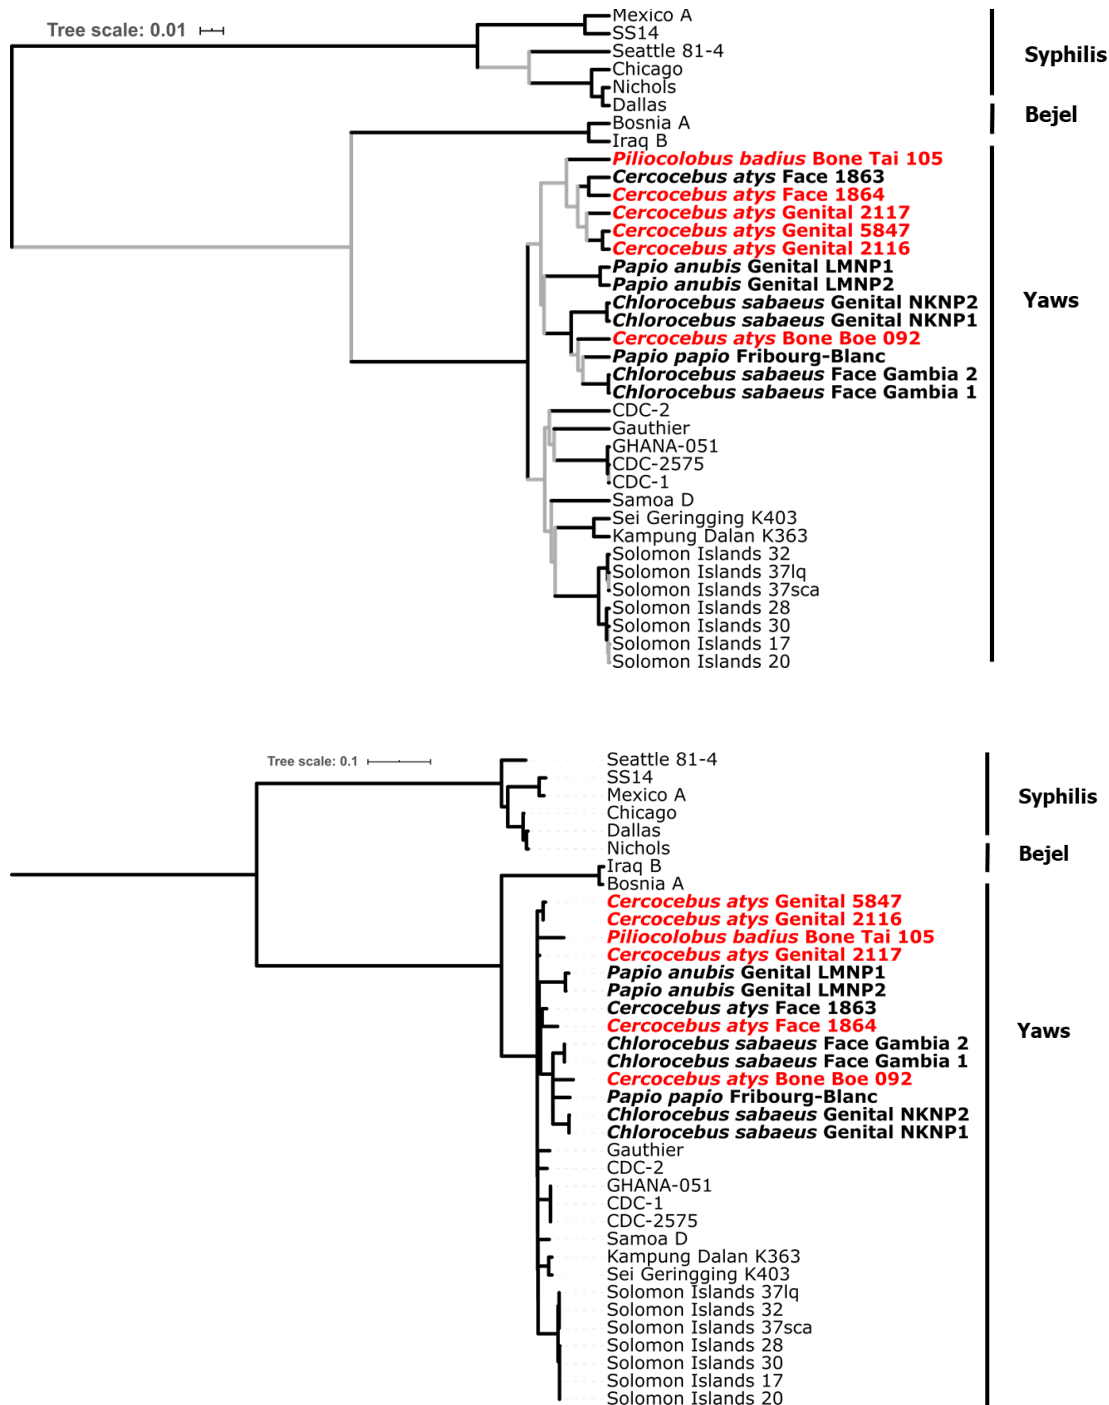 Tree scale: 0.01
Mexico A
SS14
Seattle 81-4
Chicago
Nichols
Dallas
Syphilis
Bosnia A
Iraq B
Bejel
Piliocolobus badius Bone Tai 105
Cercocebus atys Face 1863
Cercocebus atys Face 1864
Cercocebus atys Genital 2117
Cercocebus atys Genital 5847
Cercocebus atys Genital 2116
Papio anubis Genital LMNP1
Papio anubis Genital LMNP2
Chlorocebus sabaeus Genital NKNP2
Chlorocebus sabaeus Genital NKNP1
Cercocebus atys Bone Boe 092
Papio papio Fribourg-Blanc
Chlorocebus sabaeus Face Gambia 2
Chlorocebus sabaeus Face Gambia 1
CDC-2
Gauthier
GHANA-051
CDC-2575
CDC-1
Samoa D
Sei Geringging K403
Kampung Dalan K363
Solomon Islands 32
Solomon Islands 37lq
Solomon Islands 37sca
Solomon Islands 28
Solomon Islands 30
Solomon Islands 17
Solomon Islands 20
Yaws
Tree scale: 0.1
Seattle 81-4
SS14
Mexico A
Chicago
Dallas
Nichols
Syphilis
Iraq B
Bosnia A
Bejel
Cercocebus atys Genital 5847
Cercocebus atys Genital 2116
Piliocolobus badius Bone Tai 105
Cercocebus atys Genital 2117
Papio anubis Genital LMNP1
Papio anubis Genital LMNP2
Cercocebus atys Face 1863
Cercocebus atys Face 1864
Chlorocebus sabaeus Face Gambia 2
Chlorocebus sabaeus Face Gambia 1
Cercocebus atys Bone Boe 092
Papio papio Fribourg-Blanc
Chlorocebus sabaeus Genital NKNP2
Chlorocebus sabaeus Genital NKNP1
Gauthier
CDC-2
GHANA-051
CDC-1
CDC-2575
Samoa D
Kampung Dalan K363
Sei Geringging K403
Solomon Islands 37lq
Solomon Islands 32
Solomon Islands 37sca
Solomon Islands 28
Solomon Islands 30
Solomon Islands 17
Solomon Islands 20
Yaws